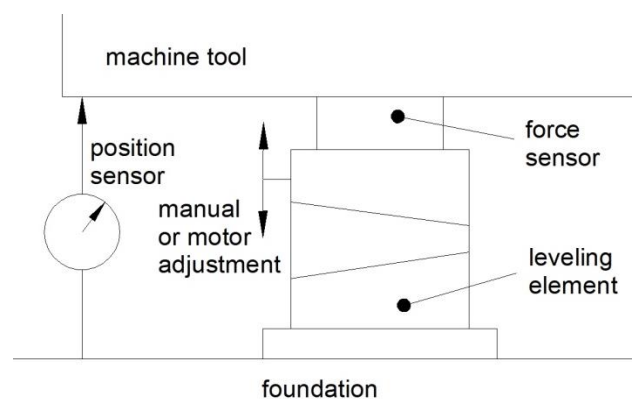 machine tool
position
sensor
force
sensor
manual
or motor
adjustment
leveling
element
foundation